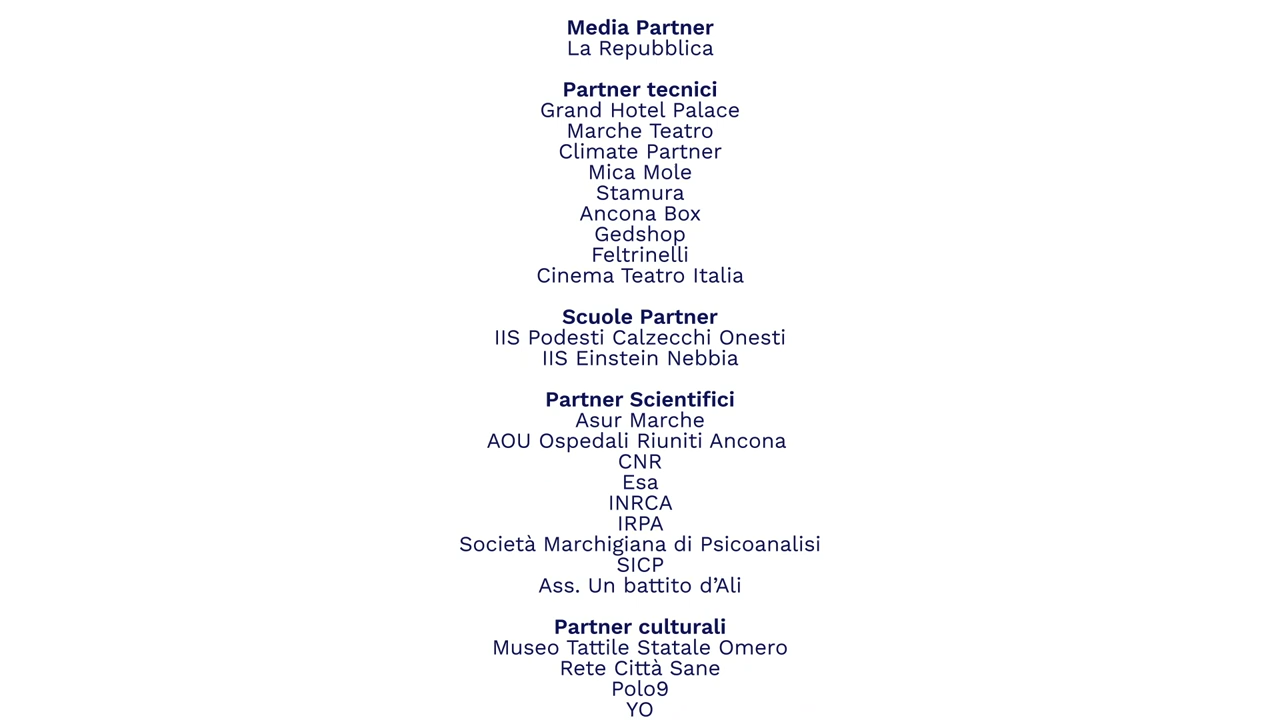 Media Partner
La Repubblica
Partner tecnici
Grand Hotel Palace
Marche Teatro
Climate Partner
Mica Mole
Stamura
Ancona Box
Gedshop
Feltrinelli
Cinema Teatro Italia
Scuole Partner
IIS Podesti Calzecchi Onesti
IIS Einstein Nebbia
Partner Scientifici
Asur Marche
AOU Ospedali Riuniti Ancona
CNR
Esa
INRCA
IRPA
Società Marchigiana di Psicoanalisi
SICP
Ass. Un battito d’Ali
Partner culturali
Museo Tattile Statale Omero
Rete Città Sane
Polo9
YO